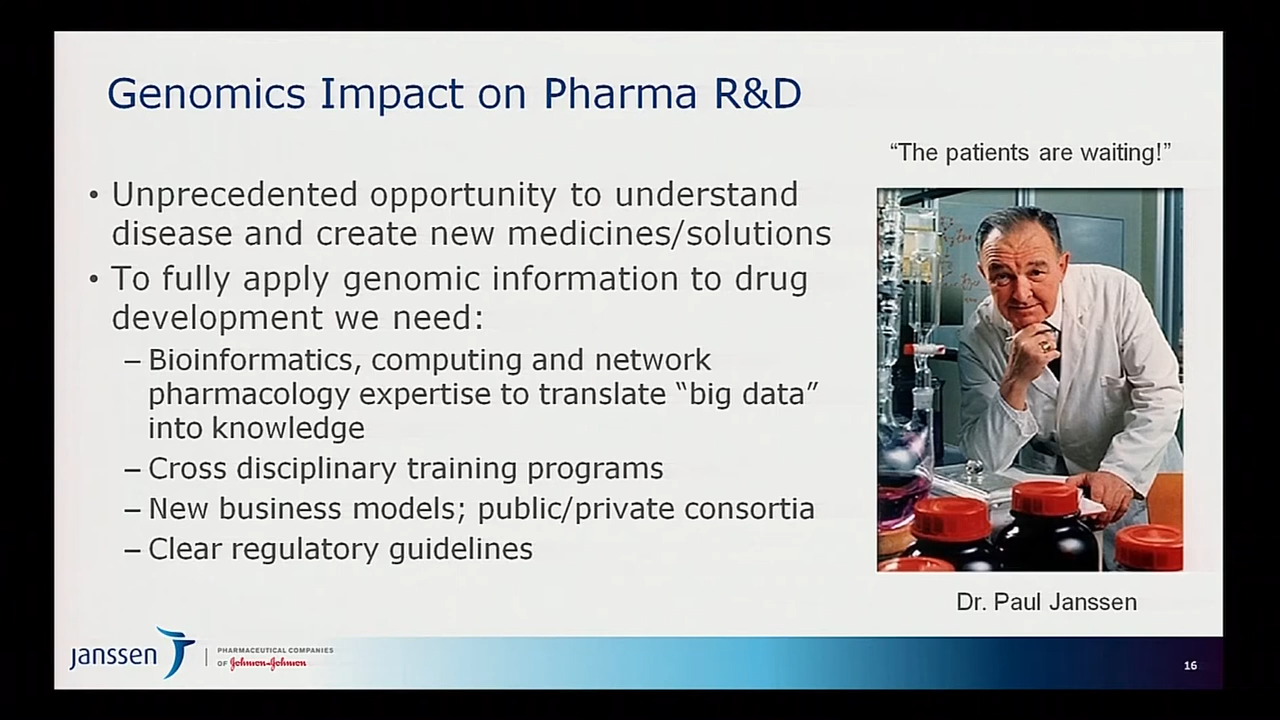 Genomics Impact on Pharma R&D
“The patients are waiting!”
• Unprecedented opportunity to understand
disease and create new medicines/solutions
• To fully apply genomic information to drug
development we need:
– Bioinformatics, computing and network
pharmacology expertise to translate “big data”
into knowledge
– Cross disciplinary training programs
– New business models; public/private consortia
– Clear regulatory guidelines
Dr. Paul Janssen
janssen
PHARMACEUTICAL COMPANIES
OF Johnson-Johnson
16